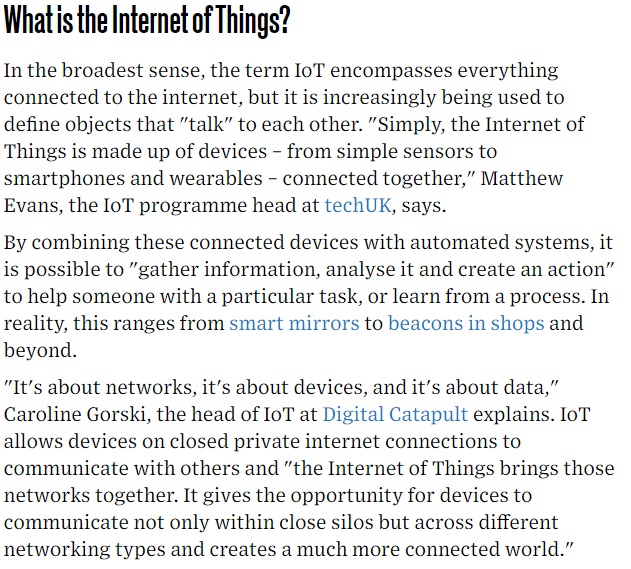 What is the Internet of Things?
In the broadest sense, the term IoT encompasses everything
connected to the internet, but it is increasingly being used to
define objects that "talk" to each other. "Simply, the Internet of
Things is made up of devices – from simple sensors to
smartphones and wearables – connected together," Matthew
Evans, the IoT programme head at techUK, says.
By combining these connected devices with automated systems, it
is possible to "gather information, analyse it and create an action"
to help someone with a particular task, or learn from a process. In
reality, this ranges from smart mirrors to beacons in shops and
beyond.
"It's about networks, it's about devices, and it's about data,"
Caroline Gorski, the head of IoT at Digital Catapult explains. IoT
allows devices on closed private internet connections to
communicate with others and "the Internet of Things brings those
networks together. It gives the opportunity for devices to
communicate not only within close silos but across different
networking types and creates a much more connected world."